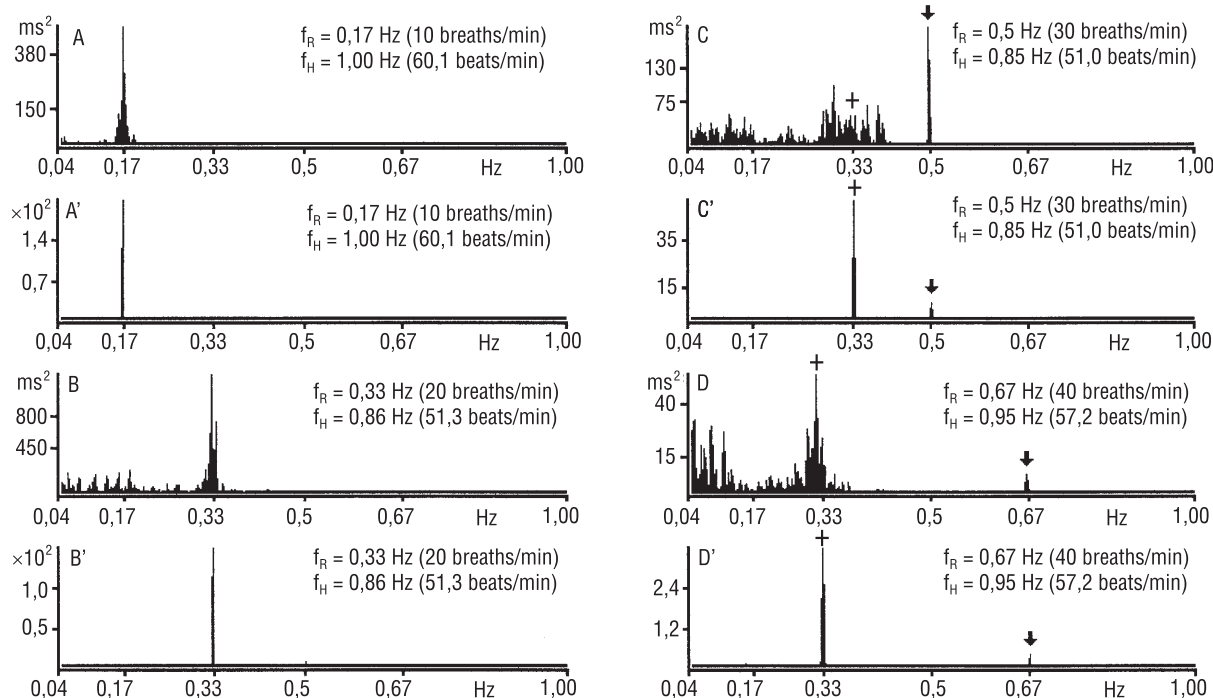 ms²
A
380
150
f_R = 0,17 Hz (10 breaths/min)
f_H = 1,00 Hz (60,1 beats/min)
0,04 0,17 0,33 0,5 0,67 Hz 1,00
×10²
A'
1,4
0,7
f_R = 0,17 Hz (10 breaths/min)
f_H = 1,00 Hz (60,1 beats/min)
0,04 0,17 0,33 0,5 0,67 Hz 1,00
ms²
B
800
450
f_R = 0,33 Hz (20 breaths/min)
f_H = 0,86 Hz (51,3 beats/min)
0,04 0,17 0,33 0,5 0,67 Hz 1,00
×10²
B'
1,0
0,5
f_R = 0,33 Hz (20 breaths/min)
f_H = 0,86 Hz (51,3 beats/min)
0,04 0,17 0,33 0,5 0,67 Hz 1,00
ms²
C
130
75
+
f_R = 0,5 Hz (30 breaths/min)
f_H = 0,85 Hz (51,0 beats/min)
0,04 0,17 0,33 0,5 0,67 Hz 1,00
+
C'
35
15
f_R = 0,5 Hz (30 breaths/min)
f_H = 0,85 Hz (51,0 beats/min)
0,04 0,17 0,33 0,5 0,67 Hz 1,00
+
ms²
D
40
15
f_R = 0,67 Hz (40 breaths/min)
f_H = 0,95 Hz (57,2 beats/min)
0,04 0,17 0,33 0,5 0,67 Hz 1,00
+
D'
2,4
1,2
f_R = 0,67 Hz (40 breaths/min)
f_H = 0,95 Hz (57,2 beats/min)
0,04 0,17 0,33 0,5 0,67 Hz 1,00